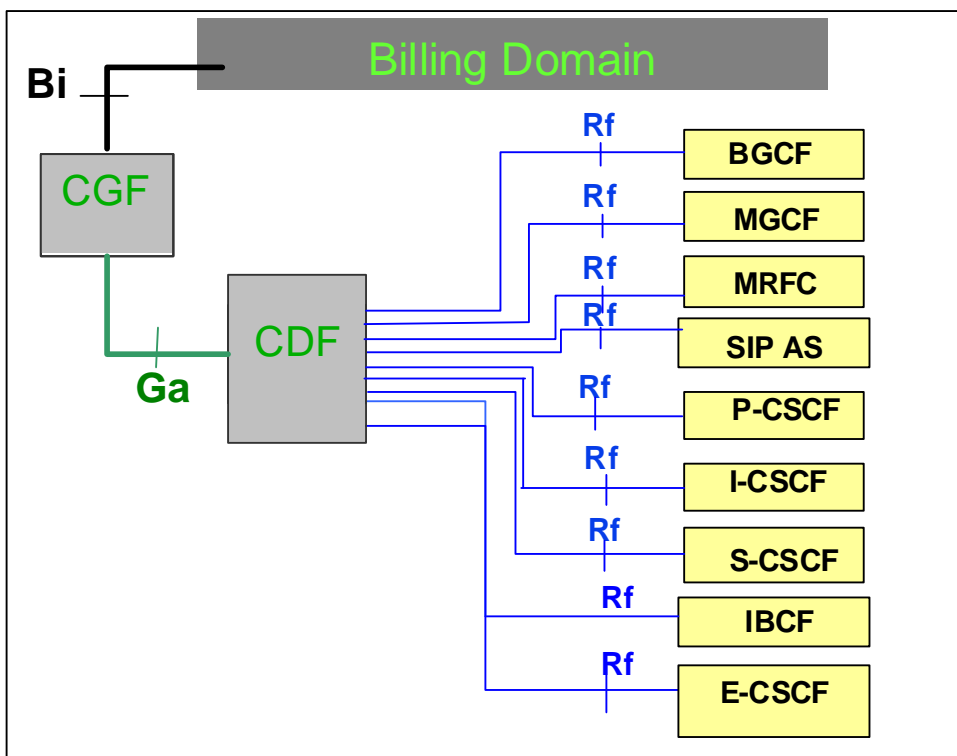 Billing Domain
Bi
CGF
Rf
BGCF
Rf
MGCF
Rf
MRFC
CDF
Rf
SIP AS
Ga
Rf
P-CSCF
Rf
I-CSCF
Rf
S-CSCF
Rf
IBCF
Rf
E-CSCF